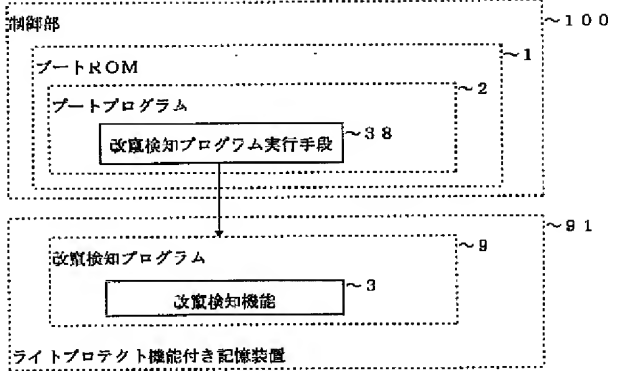 制御部
~100
ブートROM
~1
ブートプログラム
~2
改竄検知プログラム実行手段
~38
~91
改竄検知プログラム
~9
改竄検知機能
~3
ライトプロテクト機能付き記憶装置